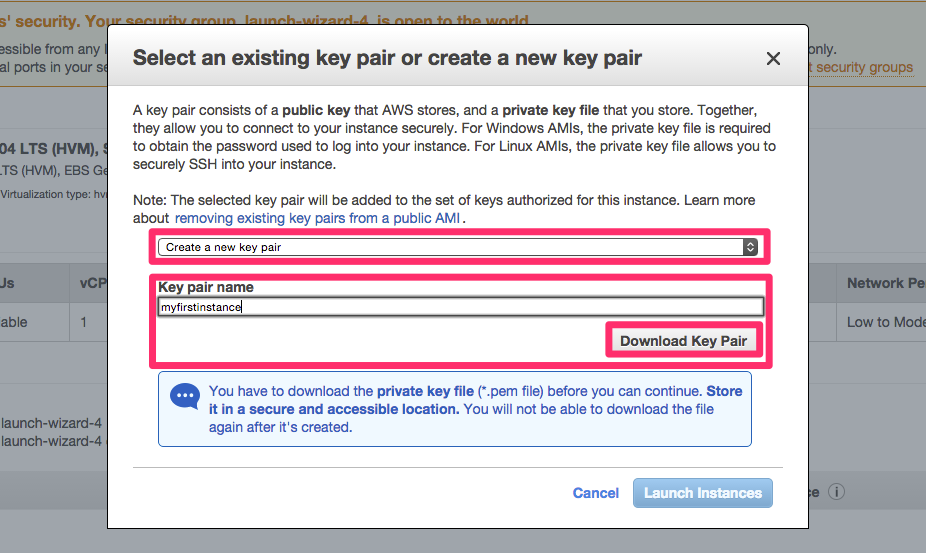 s' security. Your security group, launch-wizard-4, is open to the world.
essible from any I
only.
al ports in your se
t security groups
Select an existing key pair or create a new key pair
A key pair consists of a public key that AWS stores, and a private key file that you store. Together,
they allow you to connect to your instance securely. For Windows AMIs, the private key file is required
to obtain the password used to log into your instance. For Linux AMIs, the private key file allows you to
securely SSH into your instance.
04 LTS (HVM), S
LTS (HVM), EBS Ge
Virtualization type: hvm
Note: The selected key pair will be added to the set of keys authorized for this instance. Learn more
about removing existing key pairs from a public AMI.
Create a new key pair
Us
vCP
Network Pe
Key pair name
myfirstinstance
able
1
Low to Mode
Download Key Pair
You have to download the private key file (*.pem file) before you can continue. Store
it in a secure and accessible location. You will not be able to download the file
again after it's created.
launch-wizard-4
launch-wizard-4
Cancel
Launch Instances
ce